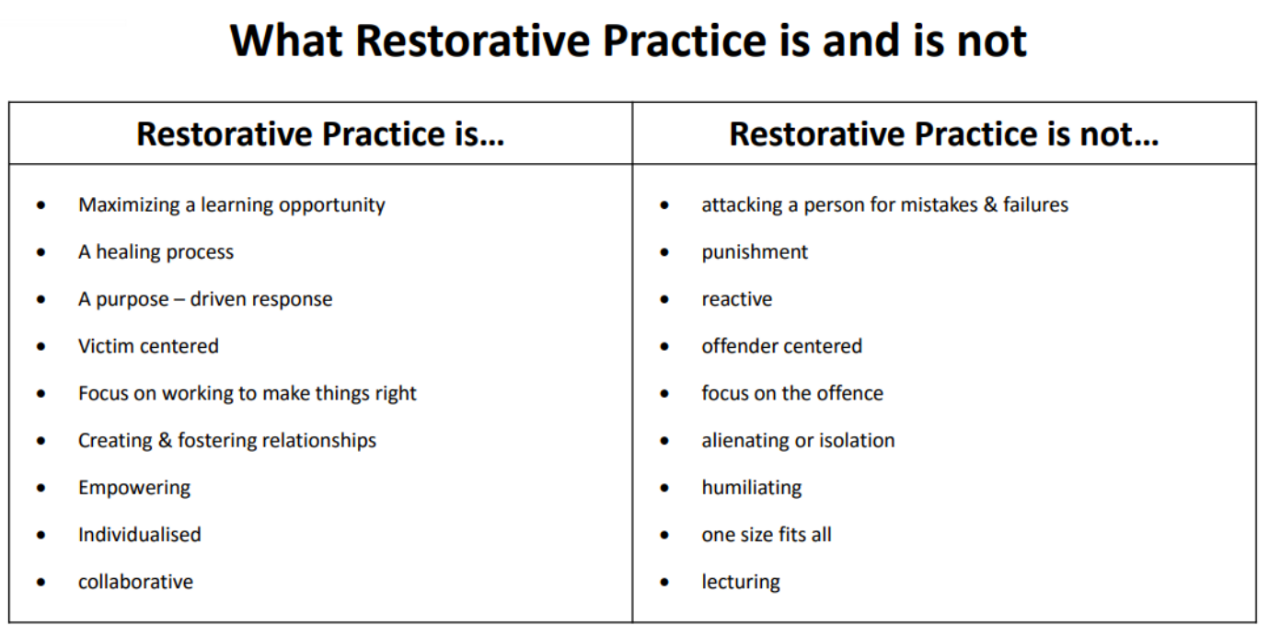 What Restorative Practice is and is not
Restorative Practice is...
• Maximizing a learning opportunity
• A healing process
• A purpose – driven response
• Victim centered
• Focus on working to make things right
• Creating & fostering relationships
• Empowering
• Individualised
• collaborative
Restorative Practice is not...
• attacking a person for mistakes & failures
• punishment
• reactive
• offender centered
• focus on the offence
• alienating or isolation
• humiliating
• one size fits all
• lecturing